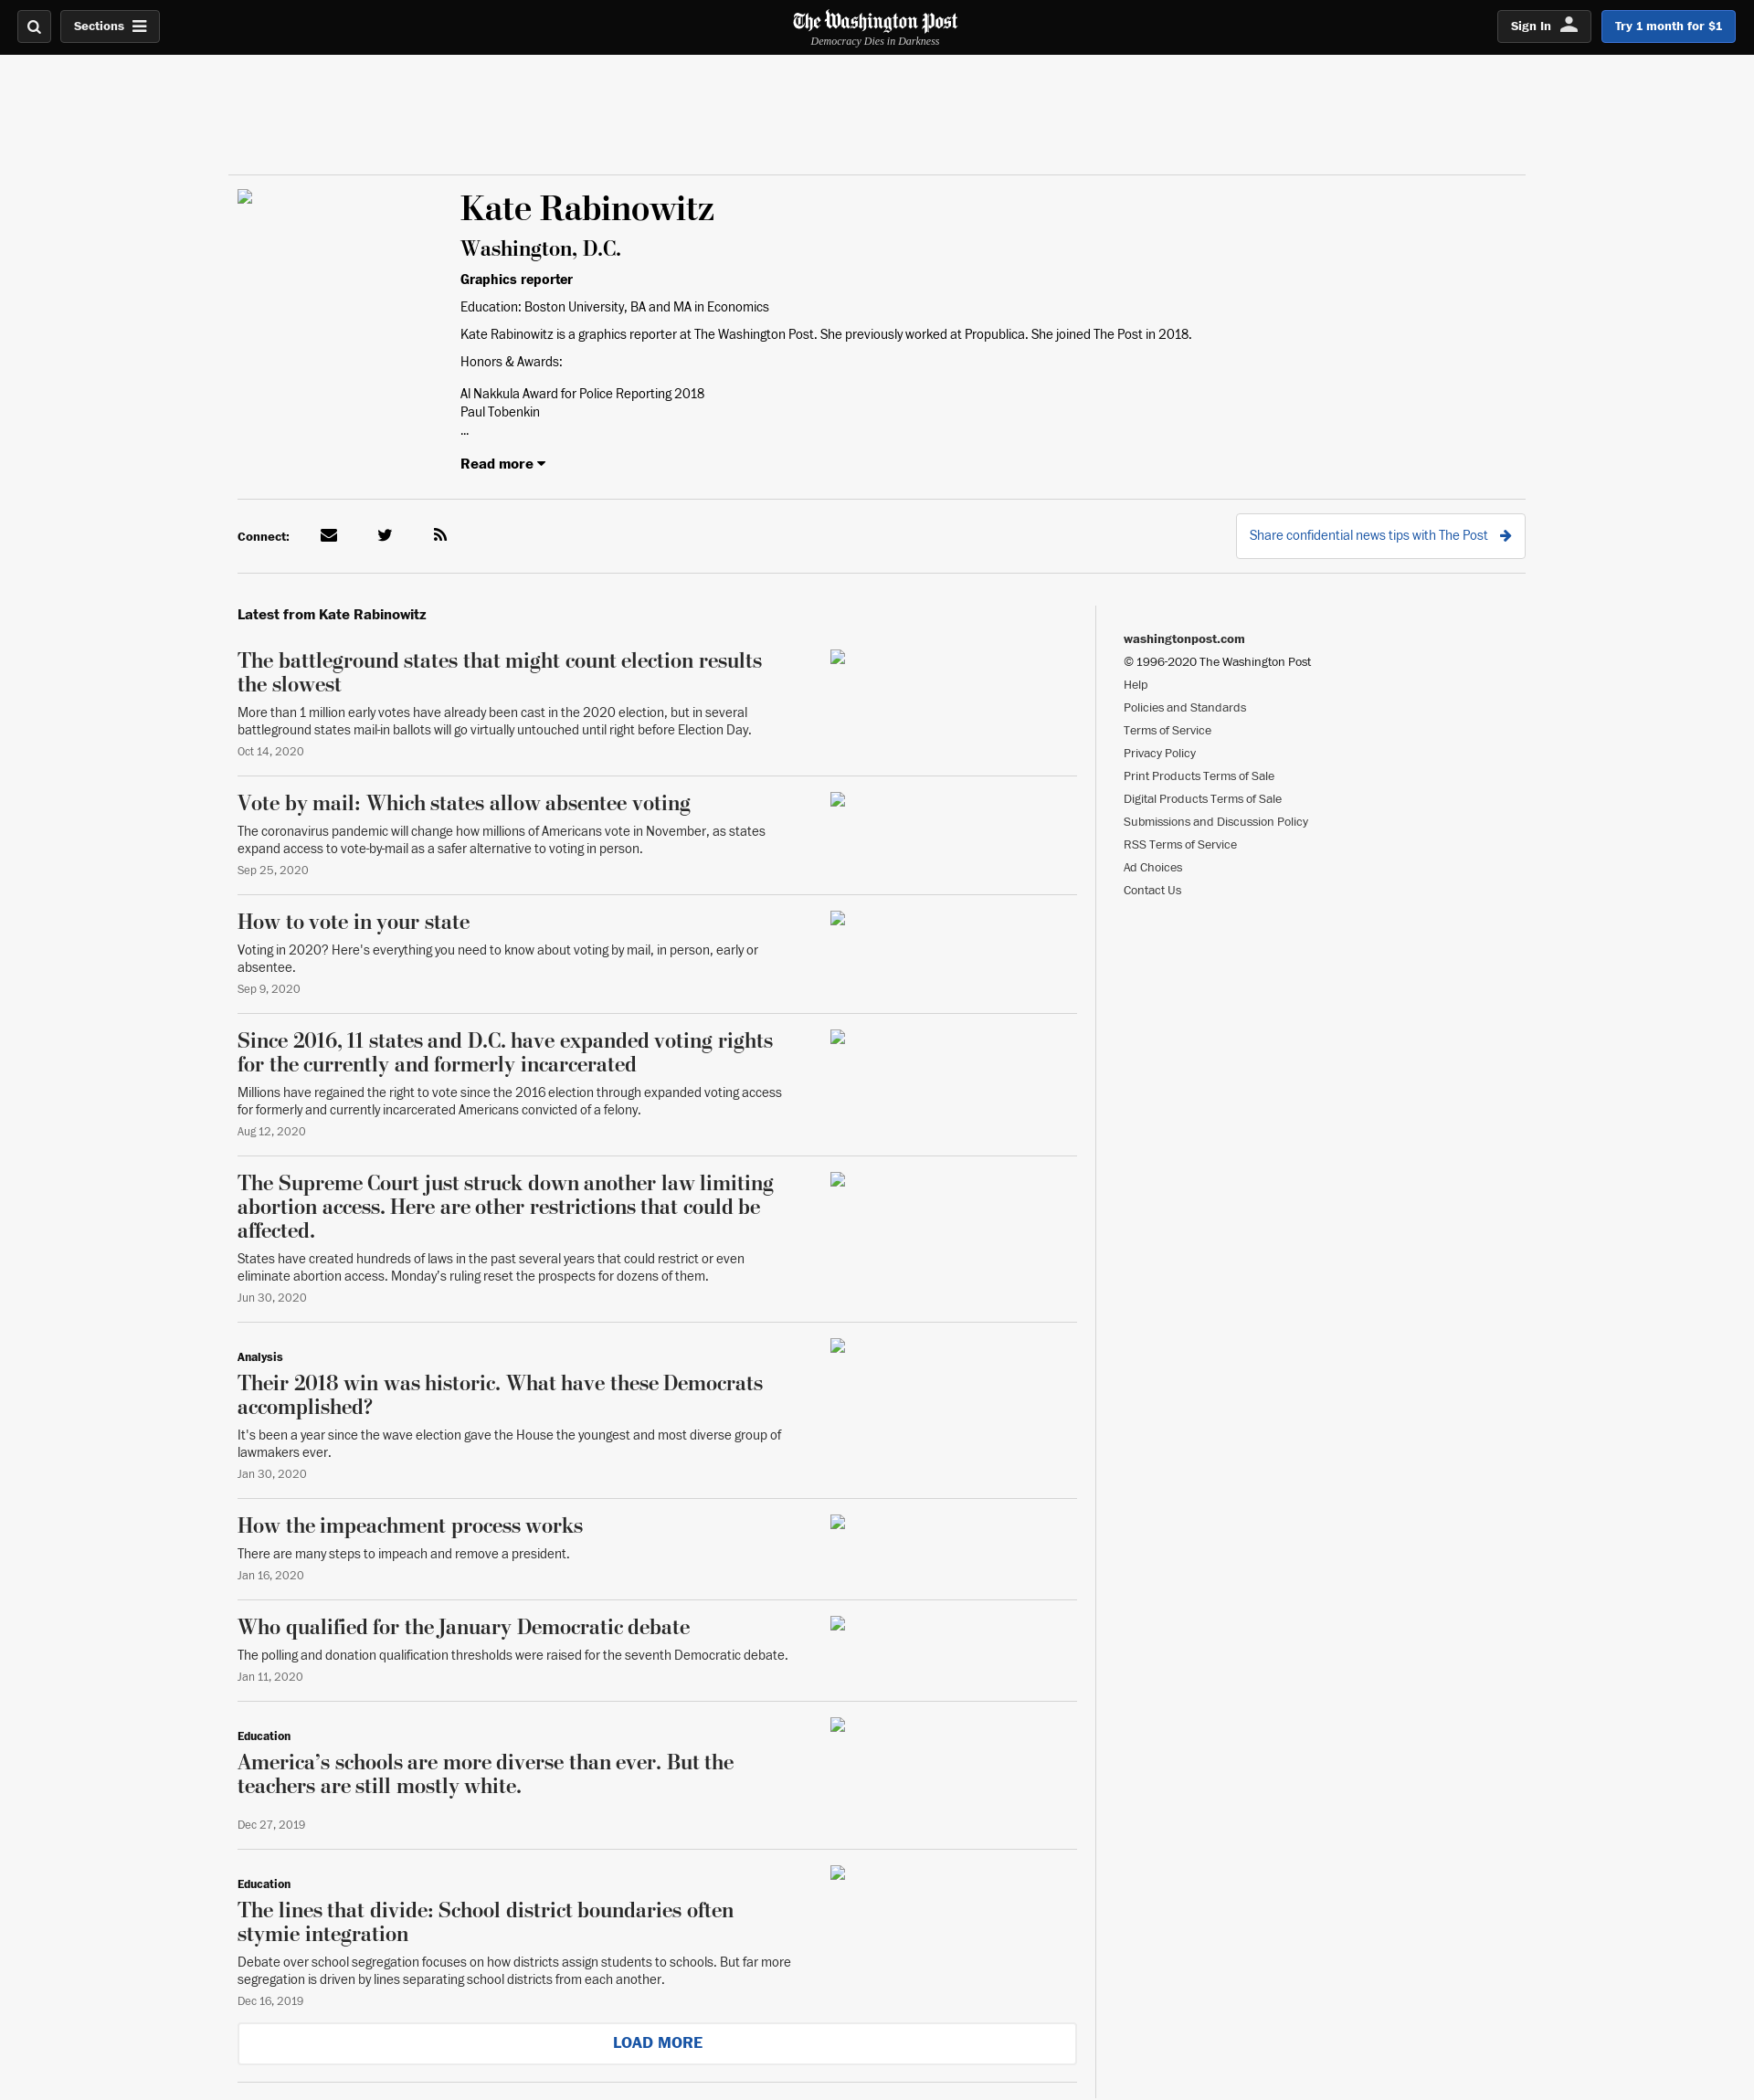 Sections
The Washington Post
Democracy Dies in Darkness
Sign In
Try 1 month for $1
Kate Rabinowitz
Washington, D.C.
Graphics reporter
Education: Boston University, BA and MA in Economics
Kate Rabinowitz is a graphics reporter at The Washington Post. She previously worked at Propublica. She joined The Post in 2018.
Honors & Awards:
Al Nakkula Award for Police Reporting 2018
Paul Tobenkin
...
Read more
Connect:
Share confidential news tips with The Post
Latest from Kate Rabinowitz
The battleground states that might count election results
the slowest
More than 1 million early votes have already been cast in the 2020 election, but in several
battleground states mail-in ballots will go virtually untouched until right before Election Day.
Oct 14, 2020
Vote by mail: Which states allow absentee voting
The coronavirus pandemic will change how millions of Americans vote in November, as states
expand access to vote-by-mail as a safer alternative to voting in person.
Sep 25, 2020
How to vote in your state
Voting in 2020? Here's everything you need to know about voting by mail, in person, early or
absentee.
Sep 9, 2020
Since 2016, 11 states and D.C. have expanded voting rights
for the currently and formerly incarcerated
Millions have regained the right to vote since the 2016 election through expanded voting access
for formerly and currently incarcerated Americans convicted of a felony.
Aug 12, 2020
The Supreme Court just struck down another law limiting
abortion access. Here are other restrictions that could be
affected.
States have created hundreds of laws in the past several years that could restrict or even
eliminate abortion access. Monday’s ruling reset the prospects for dozens of them.
Jun 30, 2020
Analysis
Their 2018 win was historic. What have these Democrats
accomplished?
It's been a year since the wave election gave the House the youngest and most diverse group of
lawmakers ever.
Jan 30, 2020
How the impeachment process works
There are many steps to impeach and remove a president.
Jan 16, 2020
Who qualified for the January Democratic debate
The polling and donation qualification thresholds were raised for the seventh Democratic debate.
Jan 11, 2020
Education
America’s schools are more diverse than ever. But the
teachers are still mostly white.
Dec 27, 2019
Education
The lines that divide: School district boundaries often
stymie integration
Debate over school segregation focuses on how districts assign students to schools. But far more
segregation is driven by lines separating school districts from each another.
Dec 16, 2019
LOAD MORE
washingtonpost.com
© 1996-2020 The Washington Post
Help
Policies and Standards
Terms of Service
Privacy Policy
Print Products Terms of Sale
Digital Products Terms of Sale
Submissions and Discussion Policy
RSS Terms of Service
Ad Choices
Contact Us